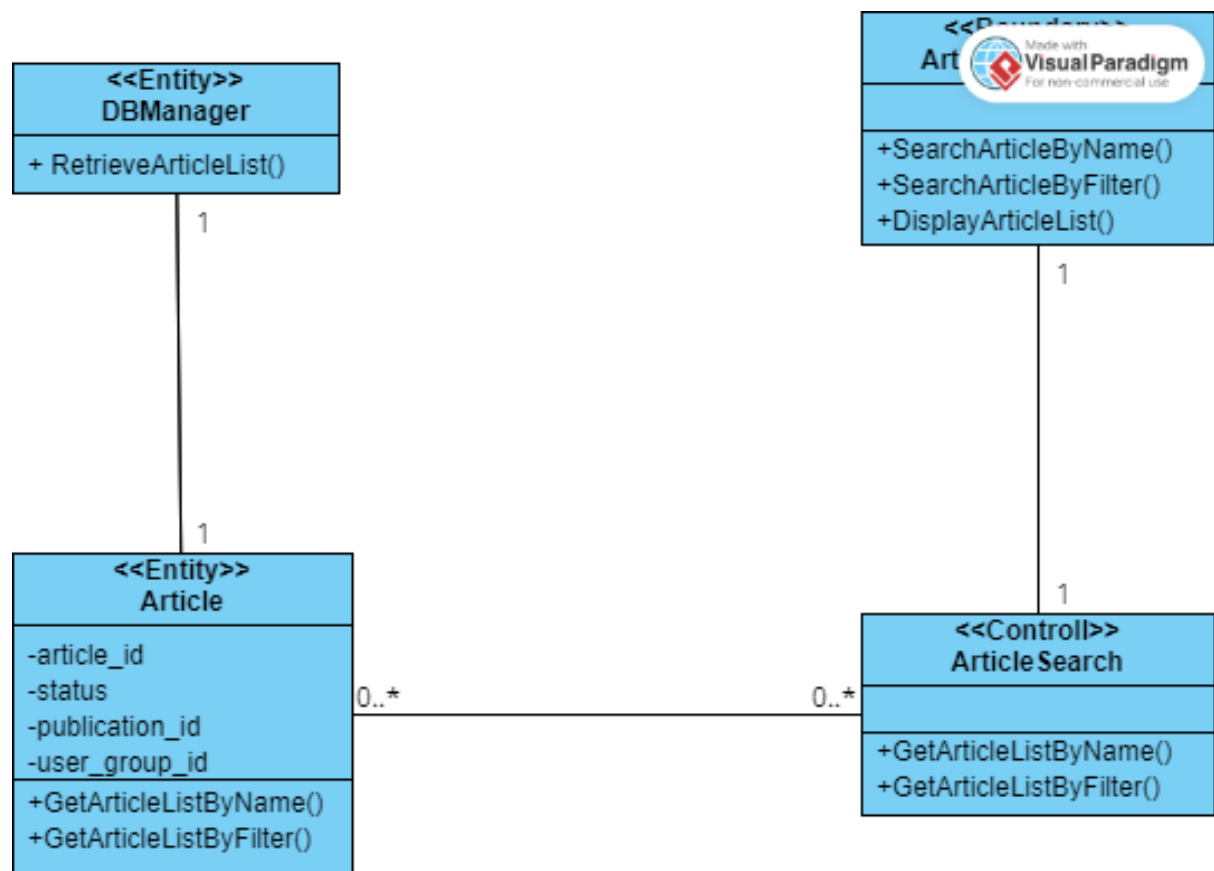 <<Entity>>
DBManager
+ RetrieveArticleList()
1
1
<<Entity>>
Article
-article_id
-status
-publication_id
-user_group_id
+GetArticleListByName()
+GetArticleListByFilter()
0..*
0..*
Made with
Visual Paradigm
For non-commercial use
+SearchArticleByName()
+SearchArticleByFilter()
+DisplayArticleList()
1
1
<<Controll>>
ArticleSearch
+GetArticleListByName()
+GetArticleListByFilter()